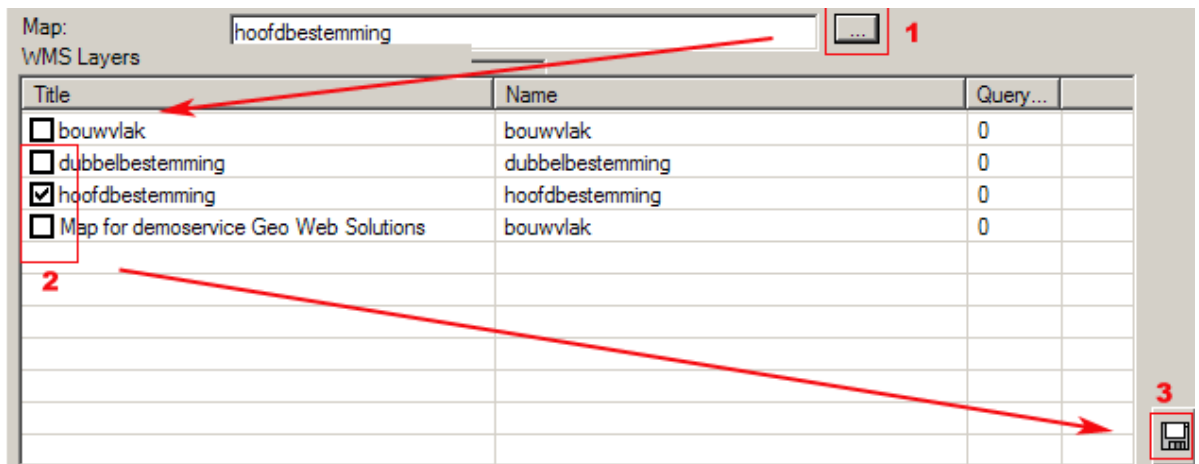 Map: hoofdbestemming ... 1
WMS Layers
Title Name Query...
bouwvlak bouwvlak 0
dubbelbestemming dubbelbestemming 0
hoofdbestemming hoofdbestemming 0
Map for demoservice Geo Web Solutions bouwvlak 0
2
3